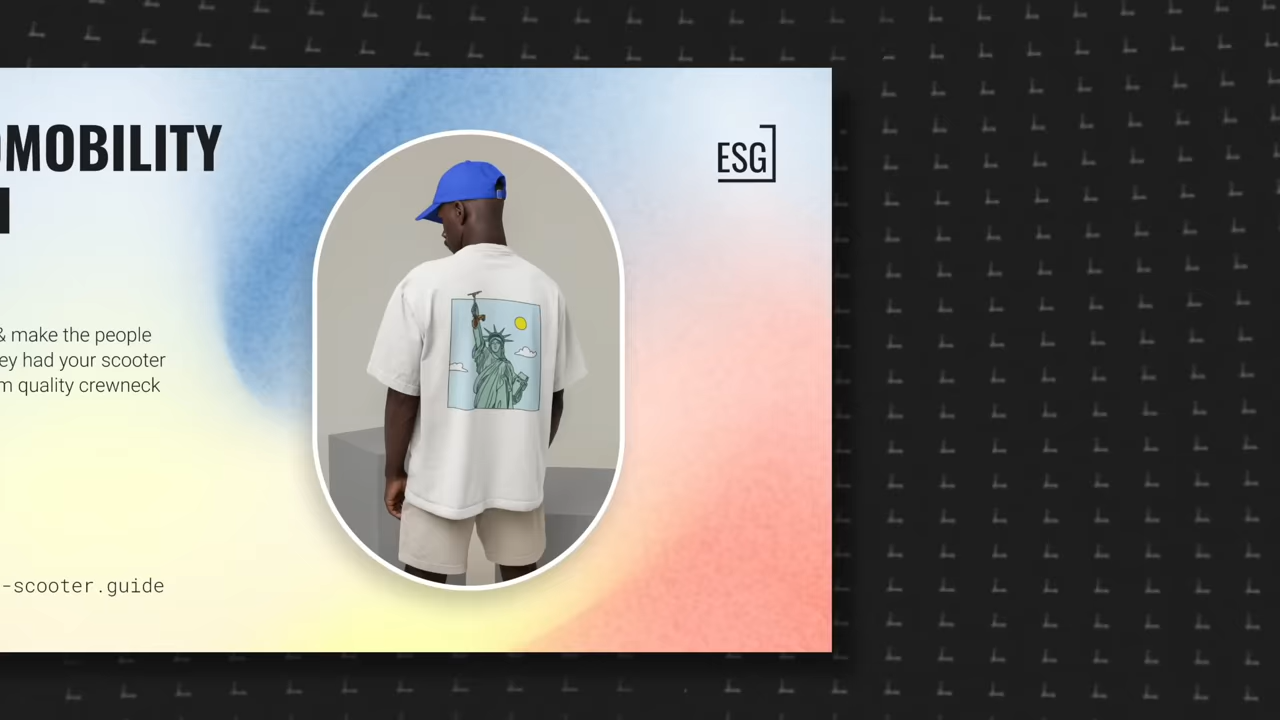 OMOBILITY
ESG
& make the people
ey had your scooter
m quality crewneck
-scooter.guide